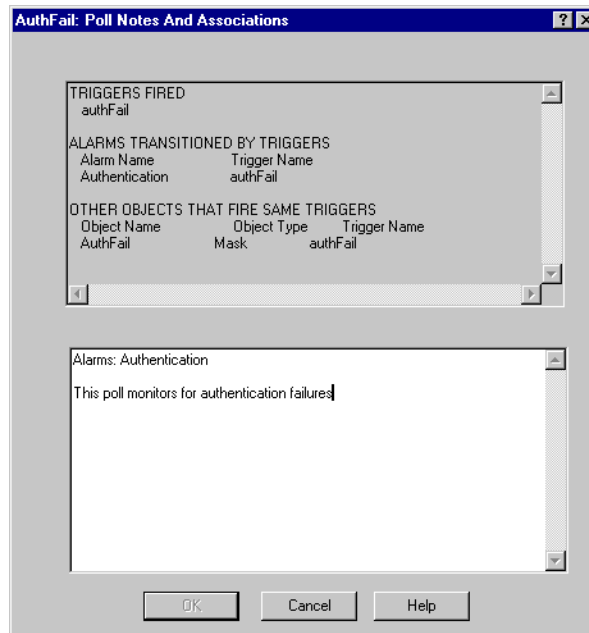 AuthFail: Poll Notes And Associations
TRIGGERS FIRED
authFail
ALARMS TRANSITIONED BY TRIGGERS
Alarm Name Trigger Name
Authentication authFail
OTHER OBJECTS THAT FIRE SAME TRIGGERS
Object Name Object Type Trigger Name
AuthFail Mask authFail
Alarms: Authentication
This poll monitors for authentication failures
OK Cancel Help